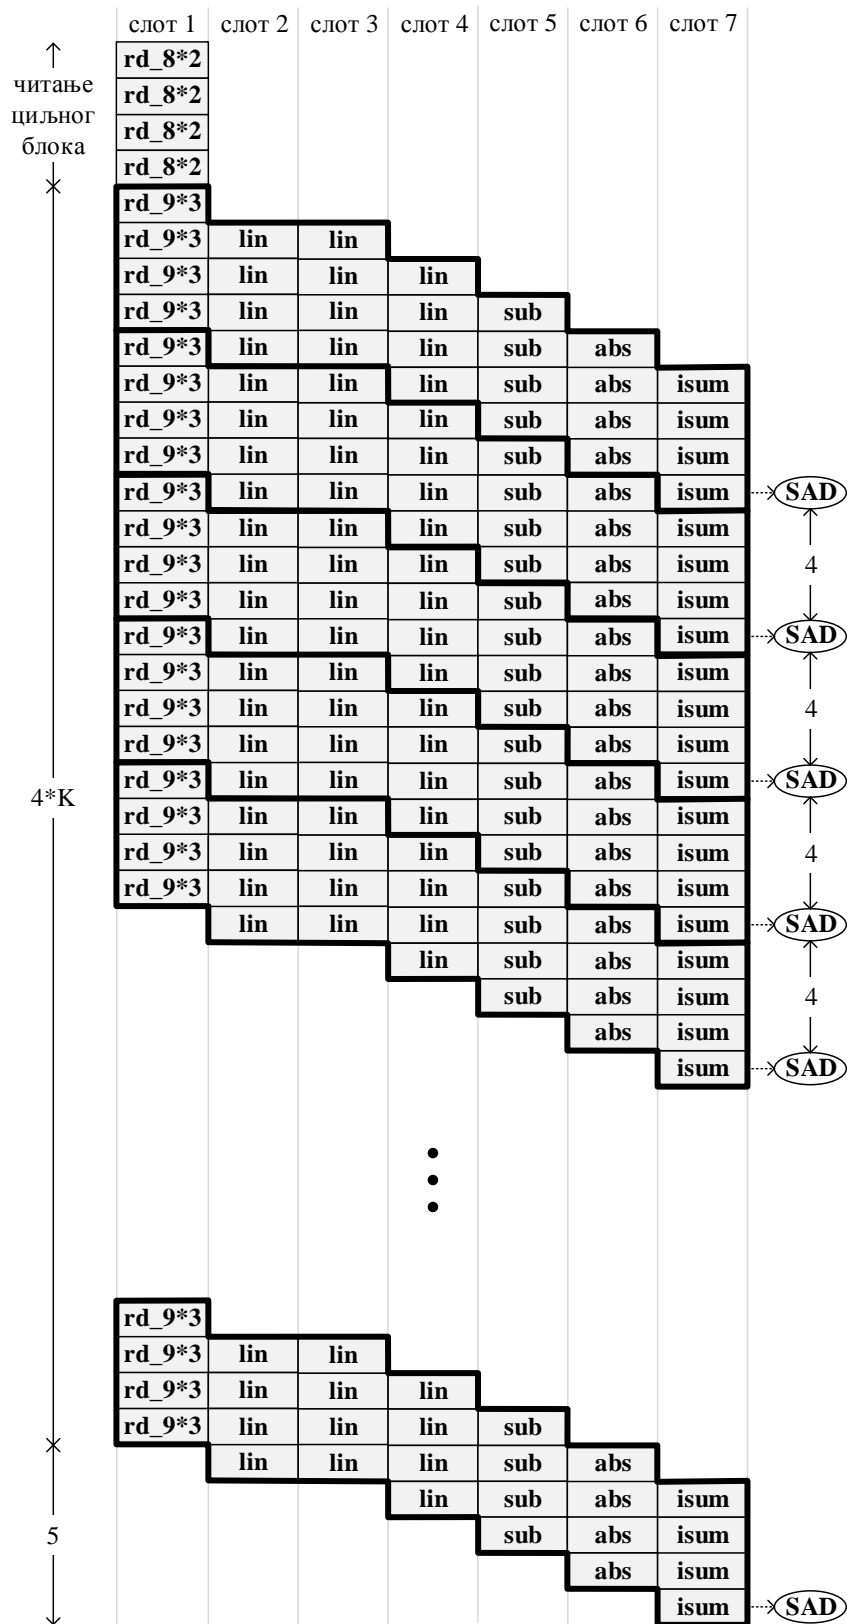 слот 1 слот 2 слот 3 слот 4 слот 5 слот 6 слот 7
rd_8*2
читање rd_8*2
циљног rd_8*2
блока rd_8*2
rd_9*3
rd_9*3 lin lin
rd_9*3 lin lin lin
rd_9*3 lin lin lin sub
rd_9*3 lin lin lin sub abs
rd_9*3 lin lin lin sub abs isum
rd_9*3 lin lin lin sub abs isum
rd_9*3 lin lin lin sub abs isum
rd_9*3 lin lin lin sub abs isum SAD
rd_9*3 lin lin lin sub abs isum
rd_9*3 lin lin lin sub abs isum 4
rd_9*3 lin lin lin sub abs isum
rd_9*3 lin lin lin sub abs isum SAD
rd_9*3 lin lin lin sub abs isum
rd_9*3 lin lin lin sub abs isum 4
rd_9*3 lin lin lin sub abs isum
rd_9*3 lin lin lin sub abs isum SAD
4*K
rd_9*3 lin lin lin sub abs isum
rd_9*3 lin lin lin sub abs isum 4
rd_9*3 lin lin lin sub abs isum
lin lin lin sub abs isum SAD
lin sub abs isum
sub abs isum 4
abs isum
isum SAD
rd_9*3
rd_9*3 lin lin
rd_9*3 lin lin lin
rd_9*3 lin lin lin sub
lin lin lin sub abs
lin sub abs isum
5 sub abs isum
abs isum
isum SAD